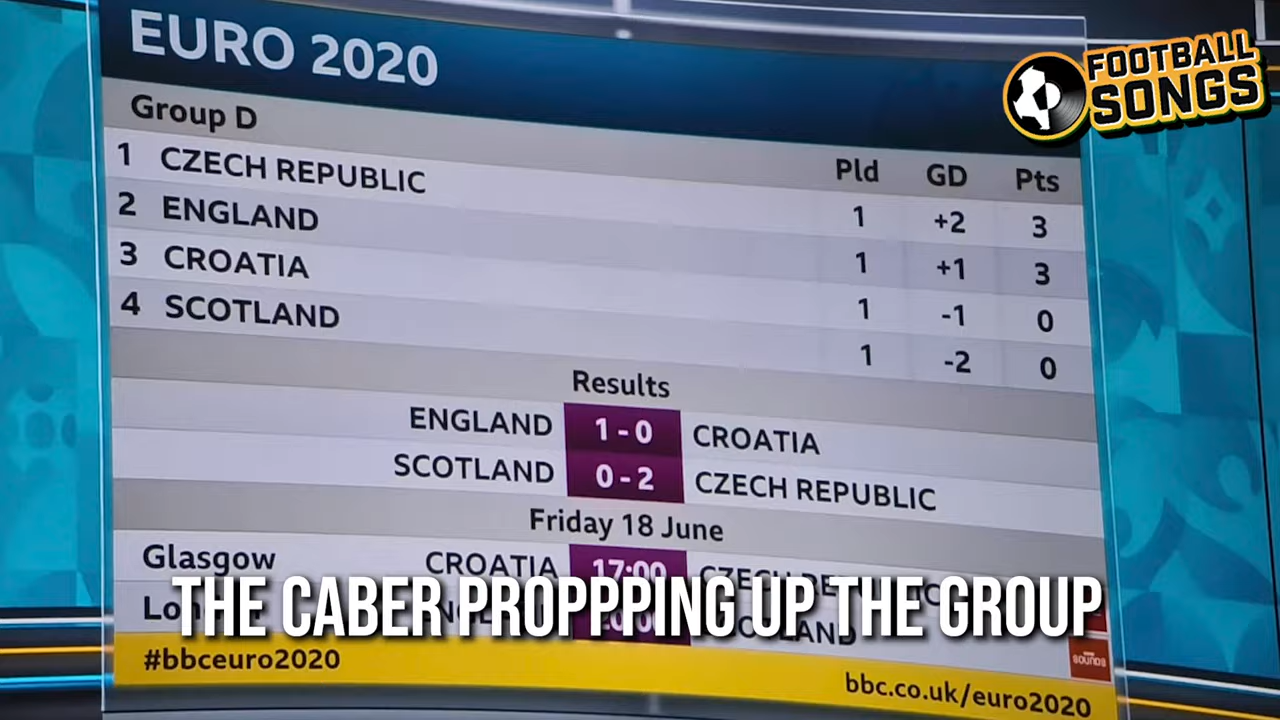 EURO 2020
FOOTBALL
SONGS
Group D
Pld GD Pts
1 CZECH REPUBLIC 1 +2 3
2 ENGLAND 1 +1 3
3 CROATIA 1 -1 0
4 SCOTLAND 1 -2 0
Results
ENGLAND 1 - 0 CROATIA
SCOTLAND 0 - 2 CZECH REPUBLIC
Friday 18 June
Glasgow CROATIA 17:00 CZECH REPUBLIC
THE CABER PROPPPING UP THE GROUP
SOUNDS
#bbceuro2020
bbc.co.uk/euro2020